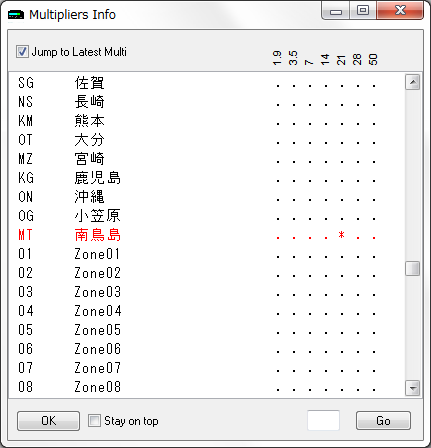 Multipliers Info
Jump to Latest Multi
1.9 3.5 7 14 21 28 50
SG 佐賀 . . . . . . .
NS 長崎 . . . . . . .
KM 熊本 . . . . . . .
OT 大分 . . . . . . .
MZ 宮崎 . . . . . . .
KG 鹿児島 . . . . . . .
ON 沖縄 . . . . . . .
OG 小笠原 . . . . . . .
MT 南鳥島 . . . . * . .
01 Zone01 . . . . . . .
02 Zone02 . . . . . . .
03 Zone03 . . . . . . .
04 Zone04 . . . . . . .
05 Zone05 . . . . . . .
06 Zone06 . . . . . . .
07 Zone07 . . . . . . .
08 Zone08 . . . . . . .
OK Stay on top Go